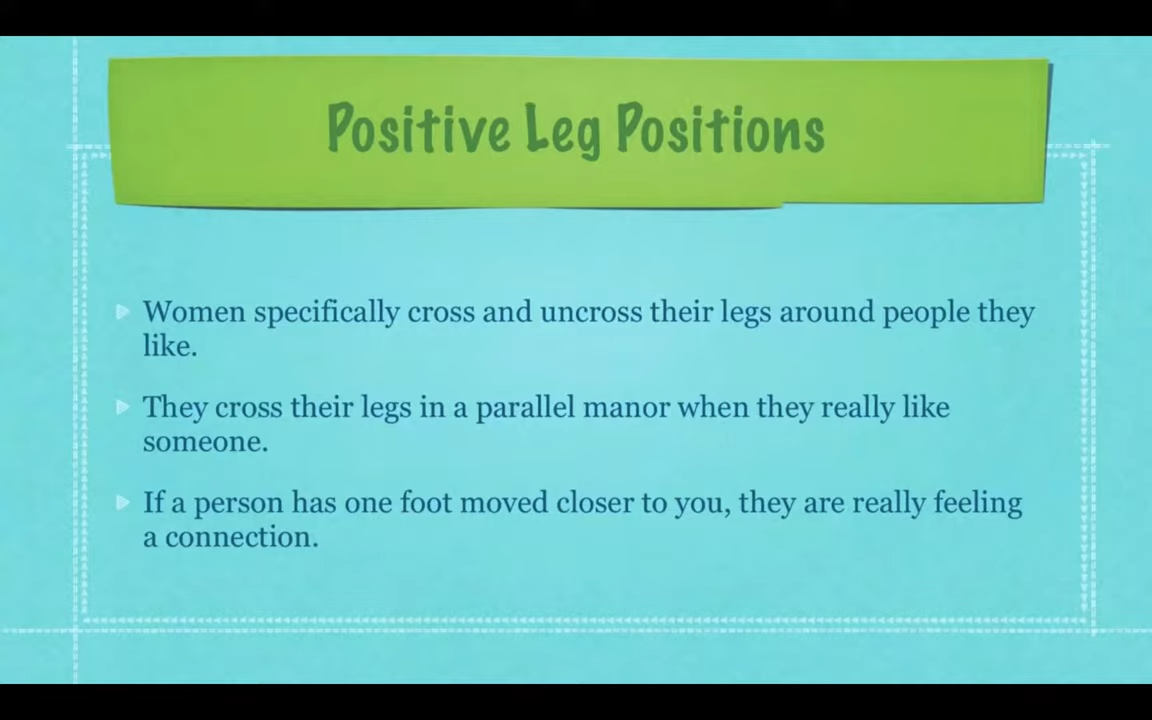 Positive Leg Positions
Women specifically cross and uncross their legs around people they
like.
They cross their legs in a parallel manor when they really like
someone.
If a person has one foot moved closer to you, they are really feeling
a connection.